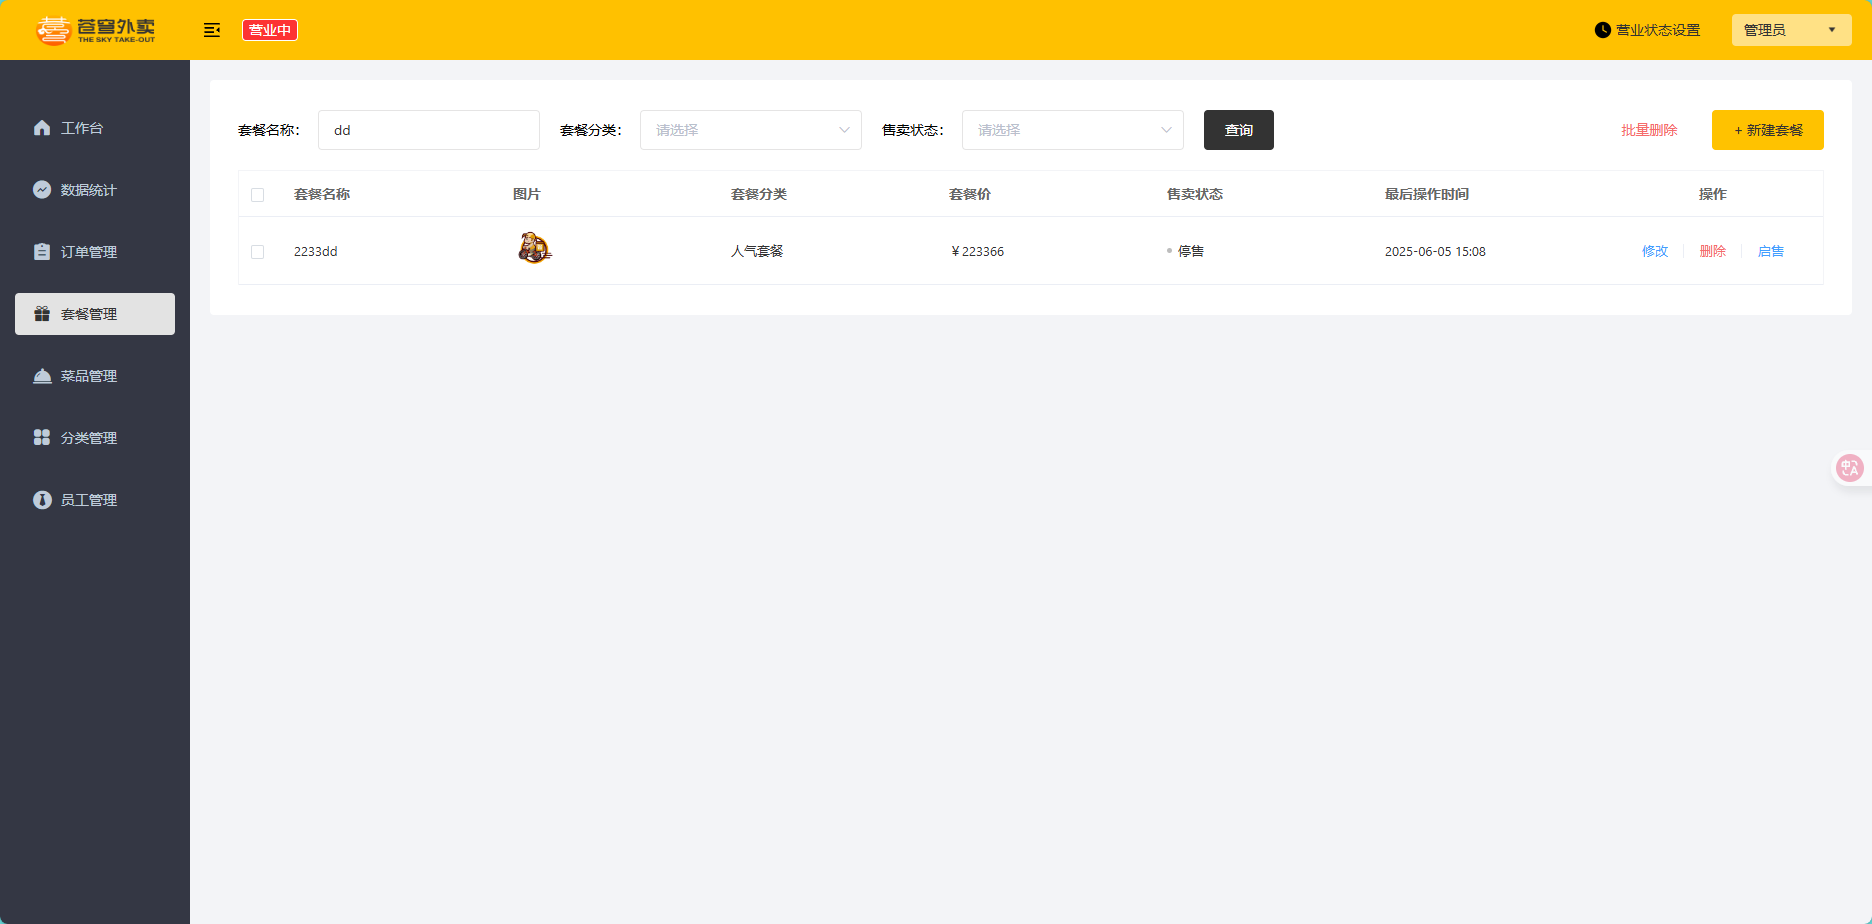 苍穹外卖
THE SKY TAKE-OUT
营业中
营业状态设置
管理员
工作台
数据统计
订单管理
套餐管理
菜品管理
分类管理
员工管理
套餐名称： dd 套餐分类： 请选择 售卖状态： 请选择 查询 批量删除 + 新建套餐
套餐名称 图片 套餐分类 套餐价 售卖状态 最后操作时间 操作
2233dd 人气套餐 ￥223366 停售 2025-06-05 15:08 修改 删除 启售